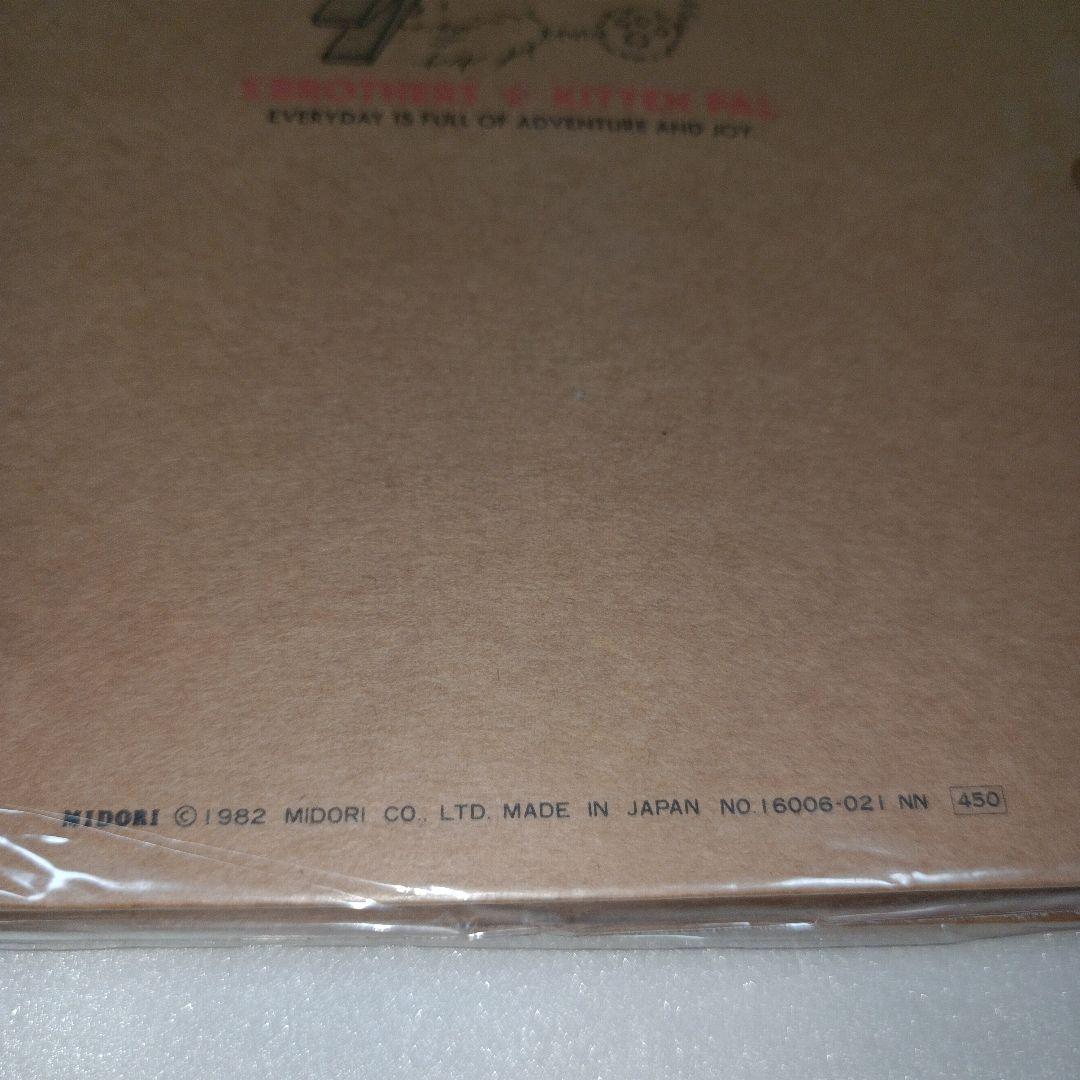 BROTHERS & KITTEN PAL
EVERYDAY IS FULL OF ADVENTURE AND JOY
MIDORI ©1982 MIDORI CO., LTD. MADE IN JAPAN NO.16006-021 NN 450